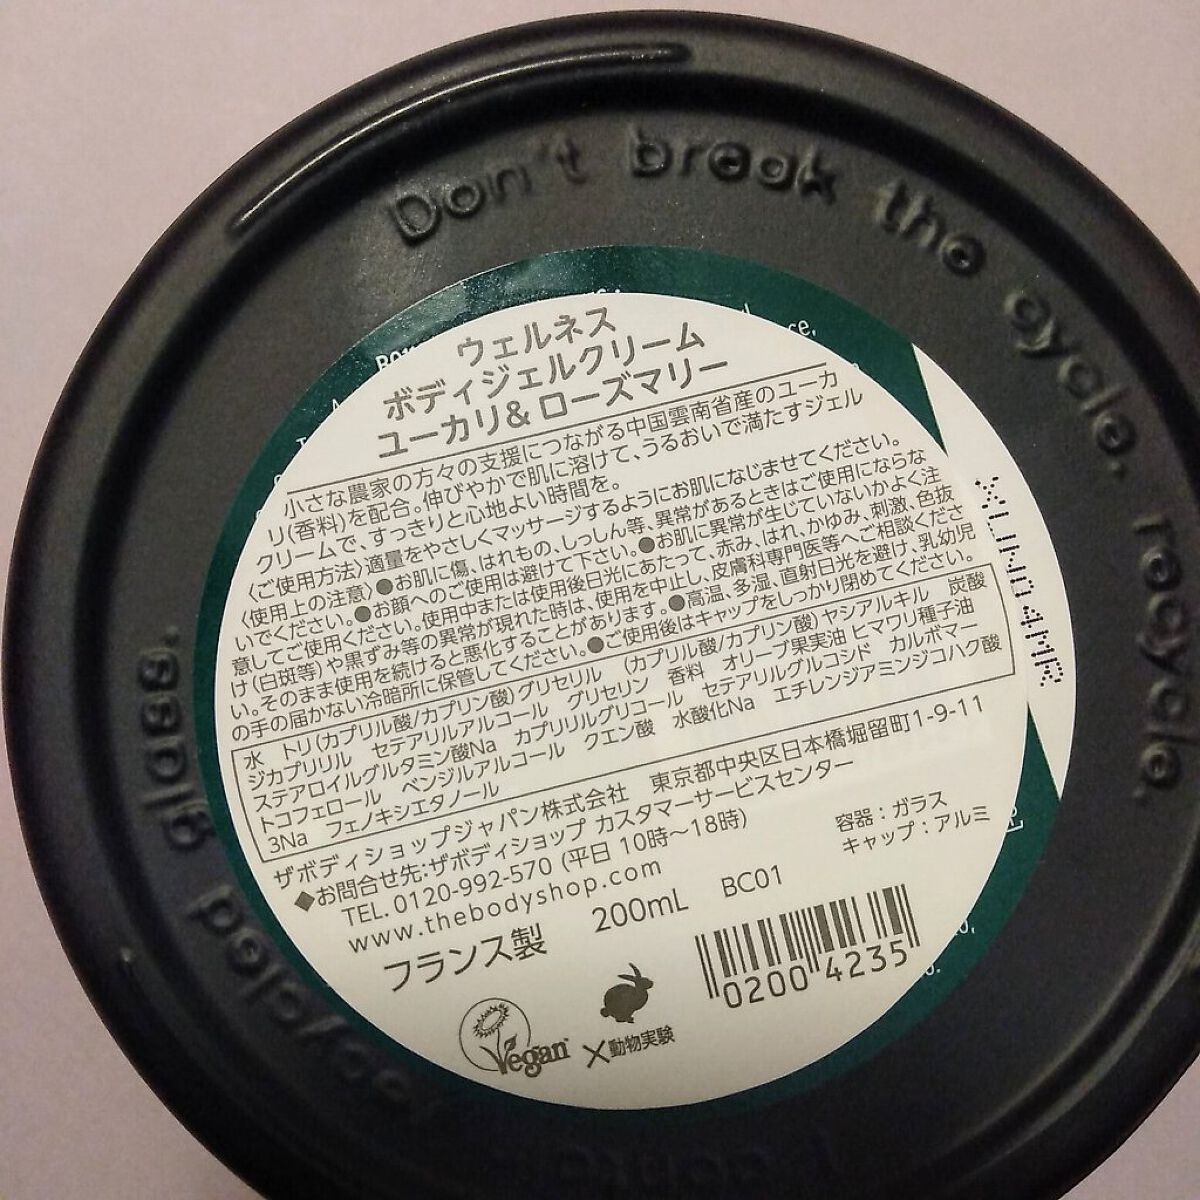 Don't break the cycle, recycle.
ウェルネス
ボディジェルクリーム
ユーカリ& ローズマリー
小さな農家の方々の支援につながる中国雲南省産のユーカ
リ(香料)を配合。伸びやかで肌に溶けて、うるおいで満たすジェル
クリームで、すっきりと心地よい時間を。
〈ご使用方法〉適量をやさしくマッサージするようにお肌になじませてください。
〈使用上の注意〉●お肌に傷、はれもの、しっしん等、異常があるときはご使用にならな
いでください。●お顔へのご使用は避けて下さい。●お肌に異常が生じていないかよく注
意してご使用ください。使用中または使用後日光にあたって、赤み、はれ、かゆみ、刺激、色抜
け(白斑等)や黒ずみ等の異常が現れた時は、使用を中止し、皮膚科専門医等へご相談くださ
い。そのまま使用を続けると悪化することがあります。●高温、多湿、直射日光を避け、乳幼児
の手の届かない冷暗所に保管してください。●ご使用後はキャップをしっかり閉めてください。
水 トリ(カプリル酸/カプリン酸)グリセリル (カプリル酸/カプリン酸)ヤシアルキル 炭酸
ジカプリリル セテアリルアルコール グリセリン 香料 オリーブ果実油 ヒマワリ種子油
ステアロイルグルタミン酸Na カプリリルグリコール セテアリルグルコシド カルボマー
トコフェロール ベンジルアルコール クエン酸 水酸化Na エチレンジアミンジコハク酸
3Na フェノキシエタノール
ザボディショップジャパン株式会社 東京都中央区日本橋堀留町1-9-11
◆お問合せ先:ザボディショップ カスタマーサービスセンター
TEL. 0120-992-570 (平日 10時〜18時)
www.thebodyshop.com
容器：ガラス
キャップ：アルミ
フランス製 200mL BC01
0200 4235
Vegan ×動物実験
recycled glass.